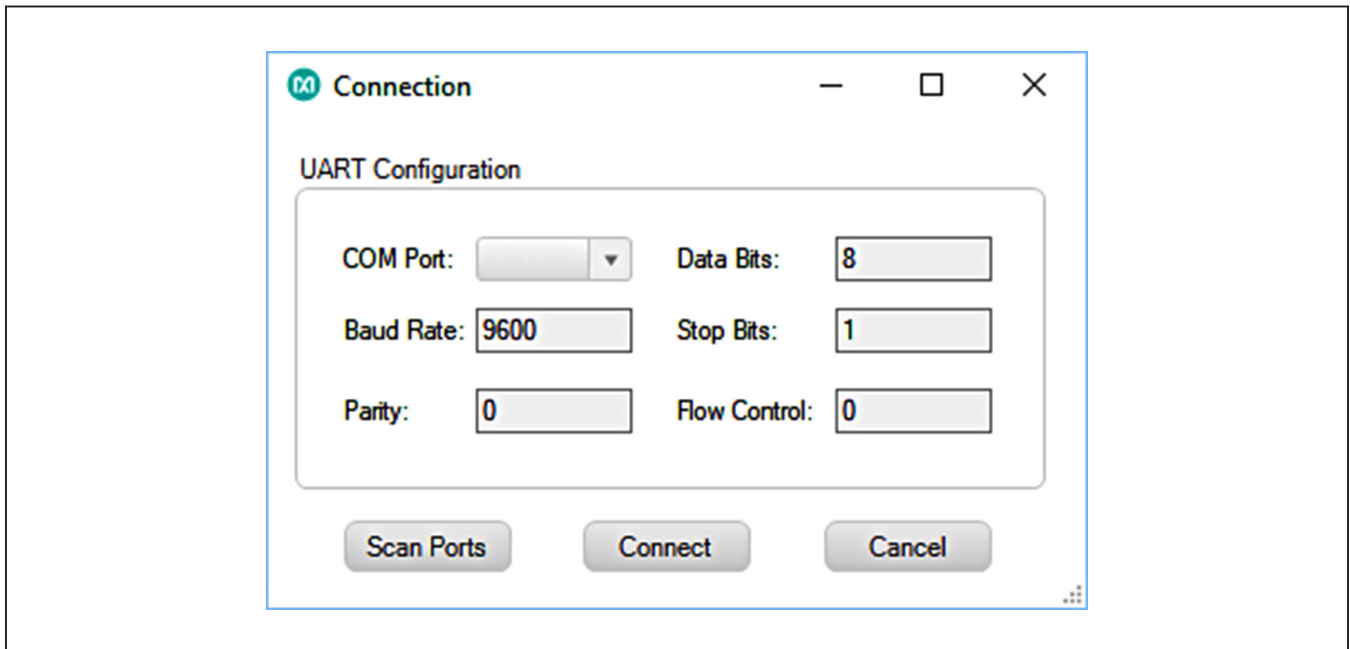 Connection
UART Configuration
COM Port: Data Bits: 8
Baud Rate: 9600 Stop Bits: 1
Parity: 0 Flow Control: 0
Scan Ports Connect Cancel